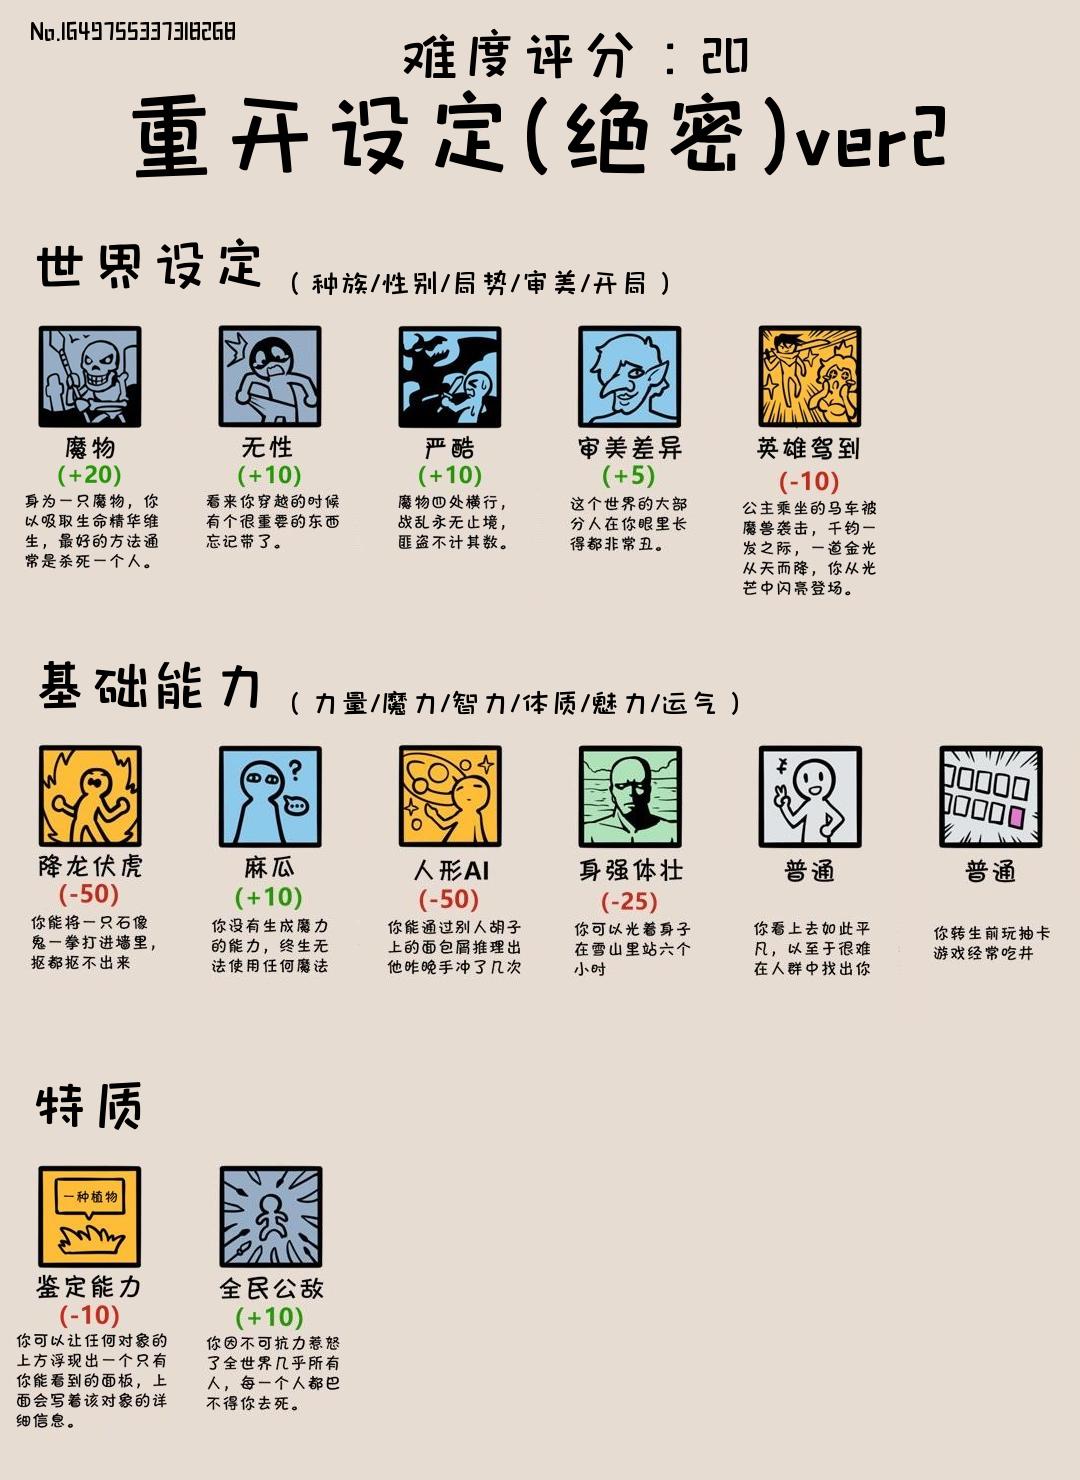 No.1649755337318268
难度评分：20
重开设定(绝密)ver2
世界设定（种族/性别/局势/审美/开局）
魔物 无性 严酷 审美差异 英雄驾到
(+20) (+10) (+10) (+5) (-10)
身为一只魔物，你
以吸取生命精华维
生，最好的方法通
常是杀死一个人。
看来你穿越的时候
有个很重要的东西
忘记带了。
魔物四处横行，
战乱永无止境，
匪盗不计其数。
这个世界的大部
分人在你眼里长
得都非常丑。
公主乘坐的马车被
魔兽袭击，千钧一
发之际，一道金光
从天而降，你从光
芒中闪亮登场。
基础能力（力量/魔力/智力/体质/魅力/运气）
降龙伏虎 麻瓜 人形AI 身强体壮 普通 普通
(-50) (+10) (-50) (-25)
你能将一只石像
鬼一拳打进墙里，
抠都抠不出来
你没有生成魔力
的能力，终生无
法使用任何魔法
你能通过别人胡子
上的面包屑推理出
他昨晚手冲了几次
你可以光着身子
在雪山里站六个
小时
你看上去如此平
凡，以至于很难
在人群中找出你
你转生前玩抽卡
游戏经常吃井
特质
一种植物
鉴定能力 全民公敌
(-10) (+10)
你可以让任何对象的
上方浮现出一个只有
你能看到的面板，上
面会写着该对象的详
细信息。
你因不可抗力惹怒
了全世界几乎所有
人，每一个人都巴
不得你去死。